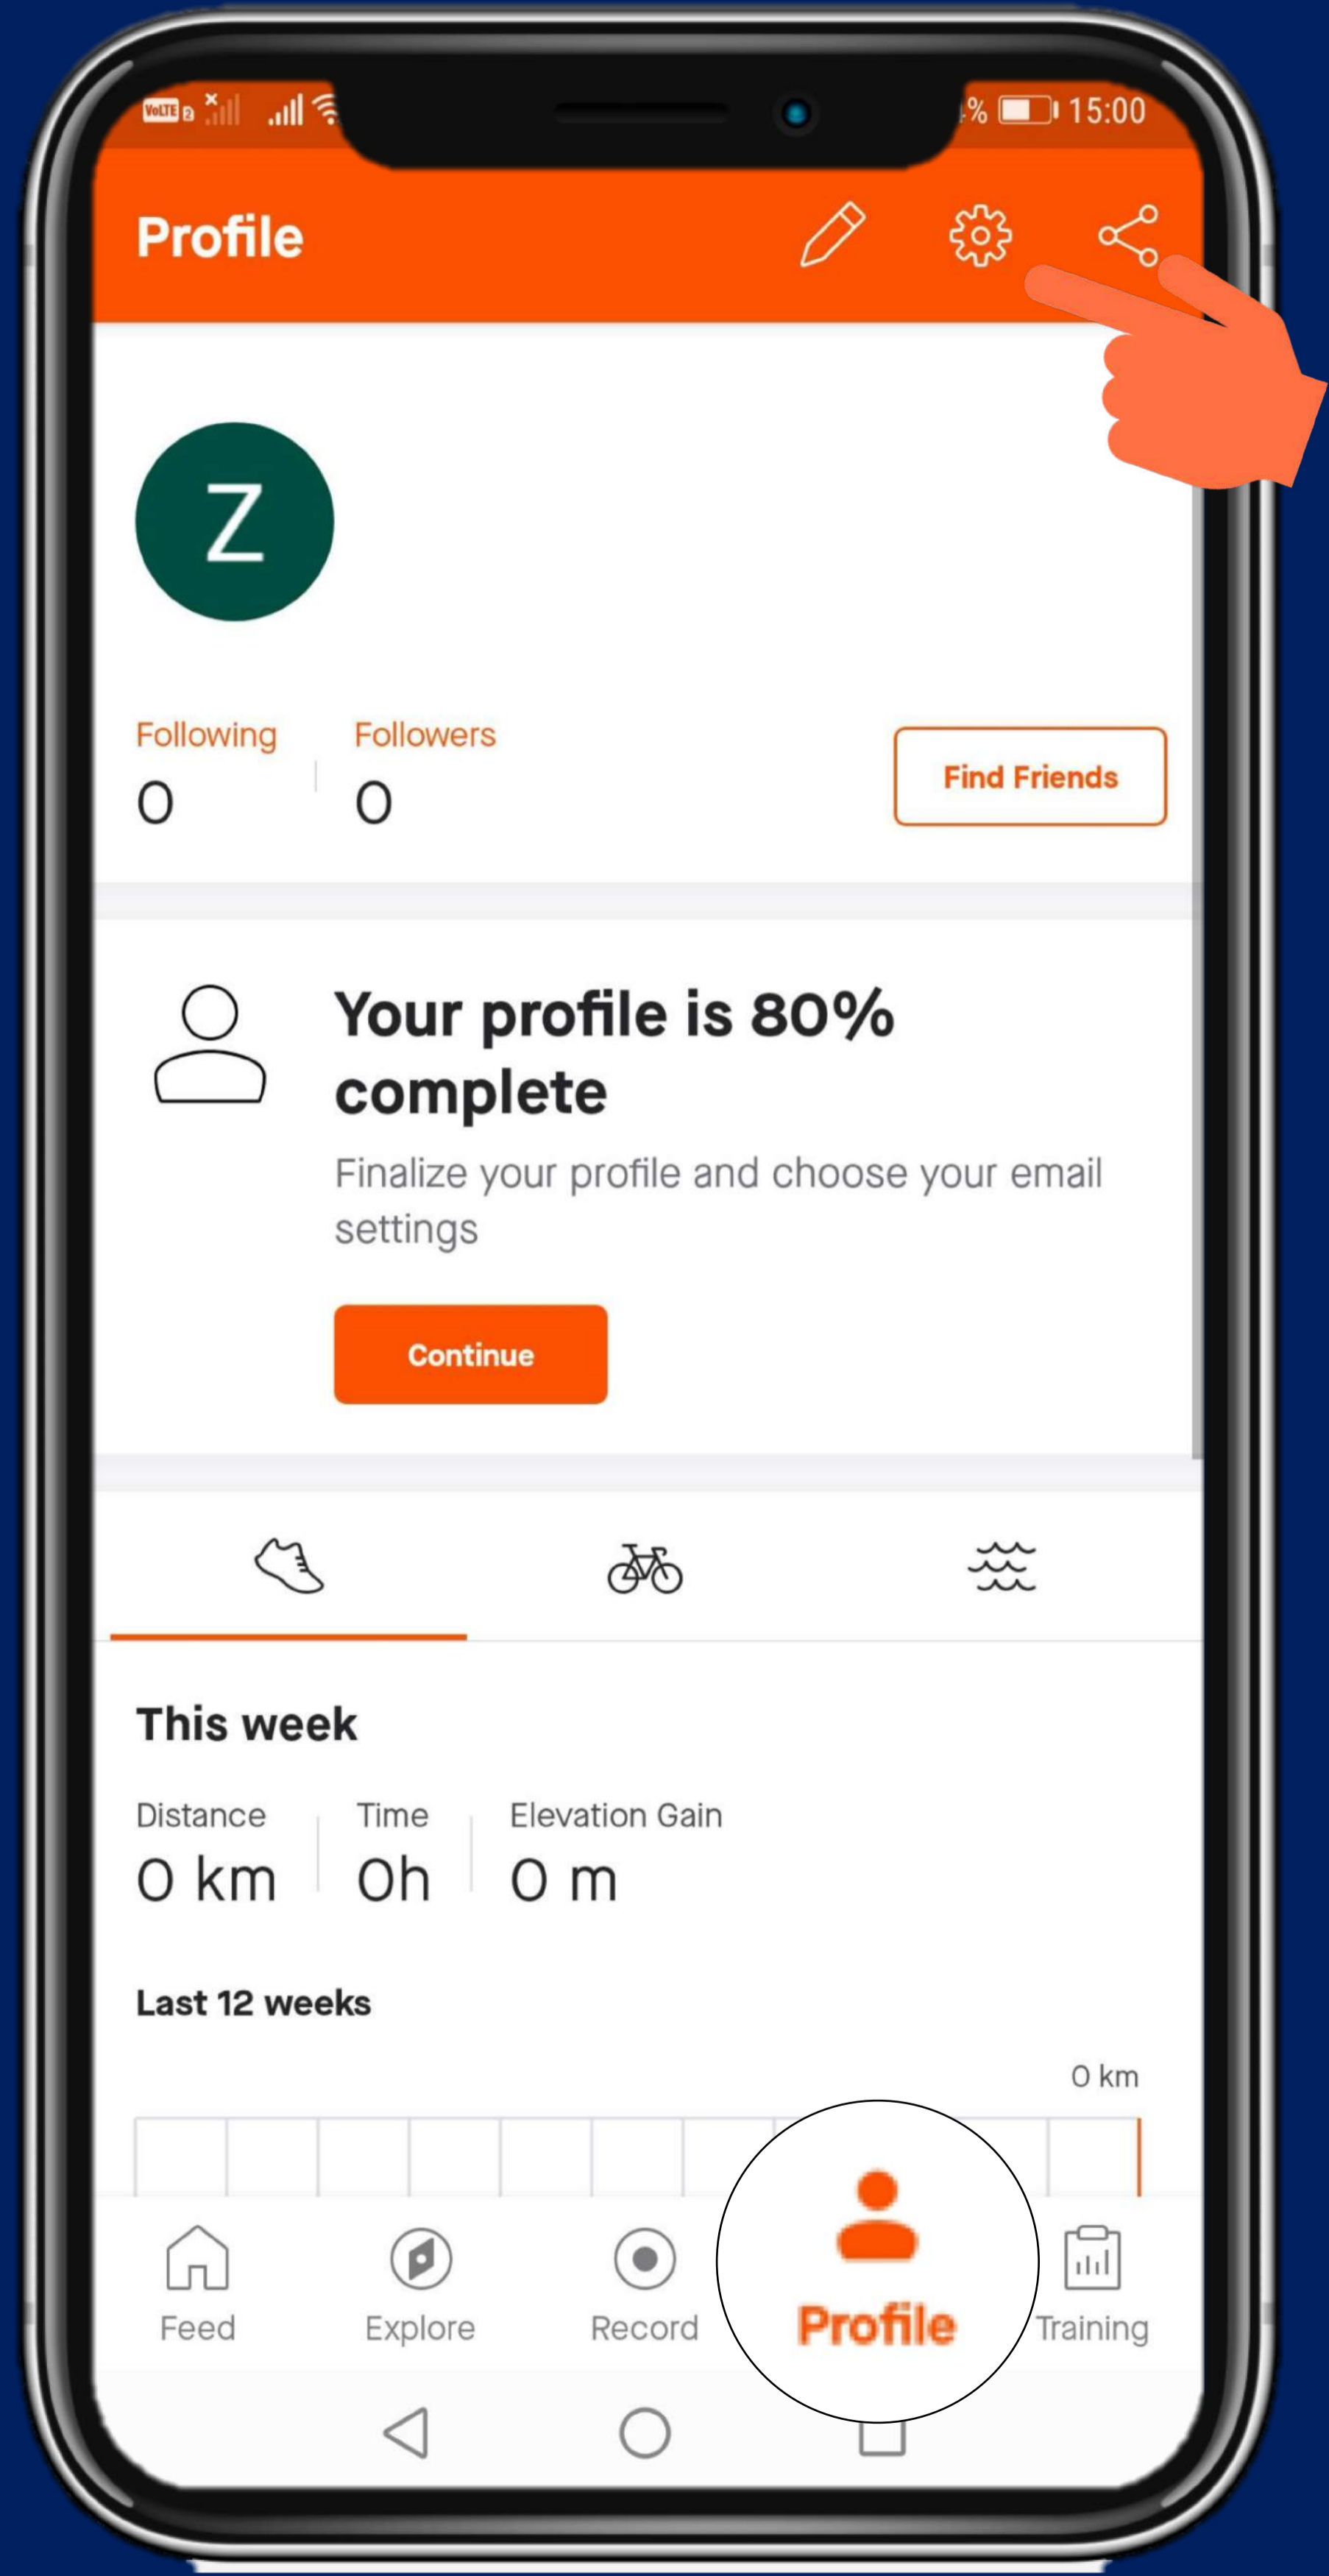 VoLTE 2 % 15:00
Profile
Z
Following Followers
0 0
Find Friends
Your profile is 80%
complete
Finalize your profile and choose your email
settings
Continue
This week
Distance Time Elevation Gain
0 km 0h 0 m
Last 12 weeks
0 km
Feed Explore Record Profile Training